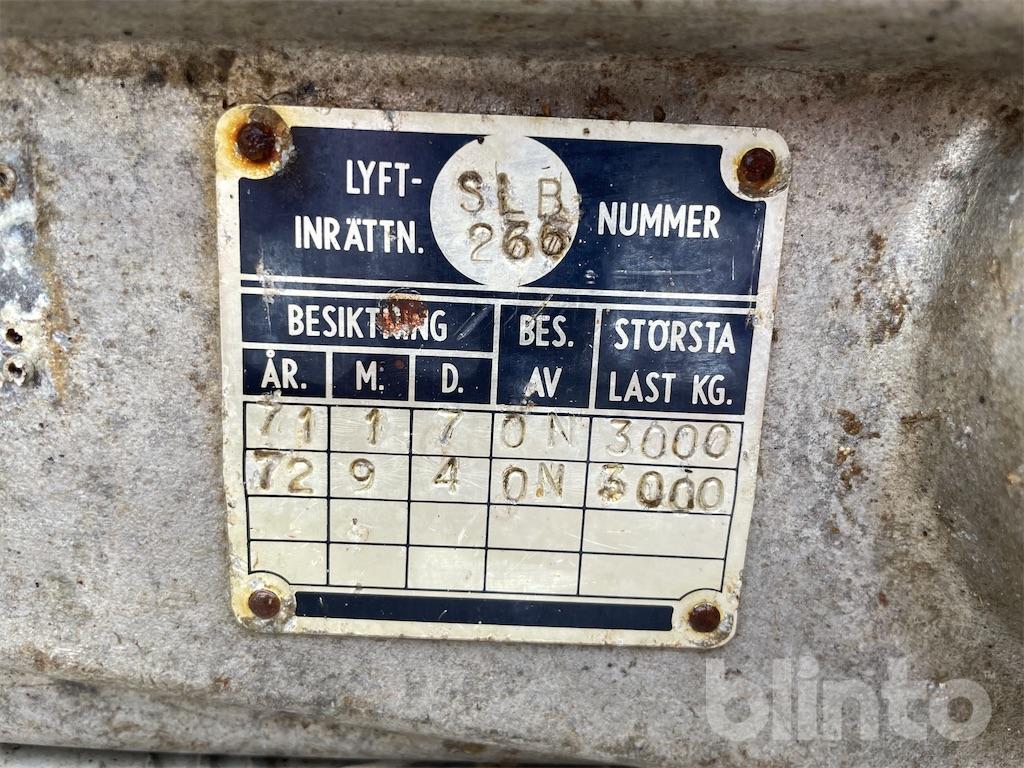 LYFT-
INRÄTTN.
SLB
266
NUMMER
BESIKTNING BES. STÖRSTA
ÅR. M. D. AV LAST KG.
71 1 7 ON 3000
72 9 4 ON 3000
blinto